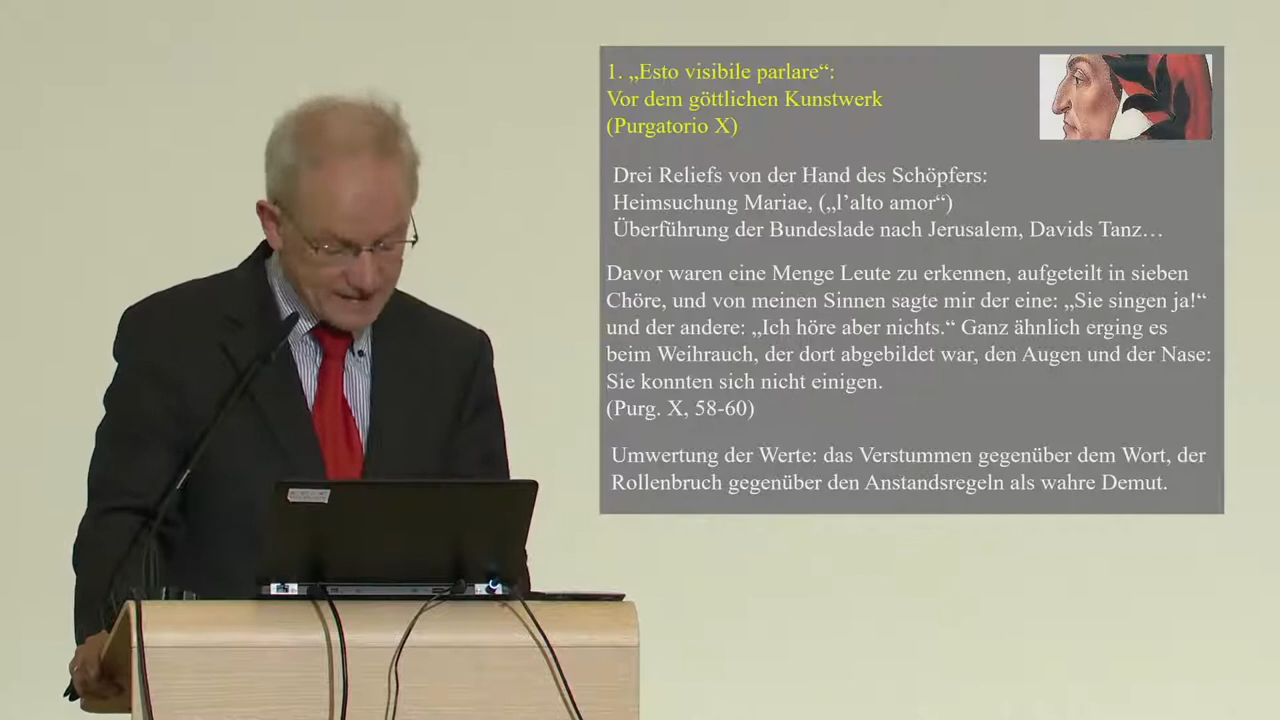 1. „Esto visibile parlare“:
Vor dem göttlichen Kunstwerk
(Purgatorio X)
Drei Reliefs von der Hand des Schöpfers:
Heimsuchung Mariae, („l’alto amor“)
Überführung der Bundeslade nach Jerusalem, Davids Tanz…
Davor waren eine Menge Leute zu erkennen, aufgeteilt in sieben
Chöre, und von meinen Sinnen sagte mir der eine: „Sie singen ja!“
und der andere: „Ich höre aber nichts.“ Ganz ähnlich erging es
beim Weihrauch, der dort abgebildet war, den Augen und der Nase:
Sie konnten sich nicht einigen.
(Purg. X, 58-60)
Umwertung der Werte: das Verstummen gegenüber dem Wort, der
Rollenbruch gegenüber den Anstandsregeln als wahre Demut.